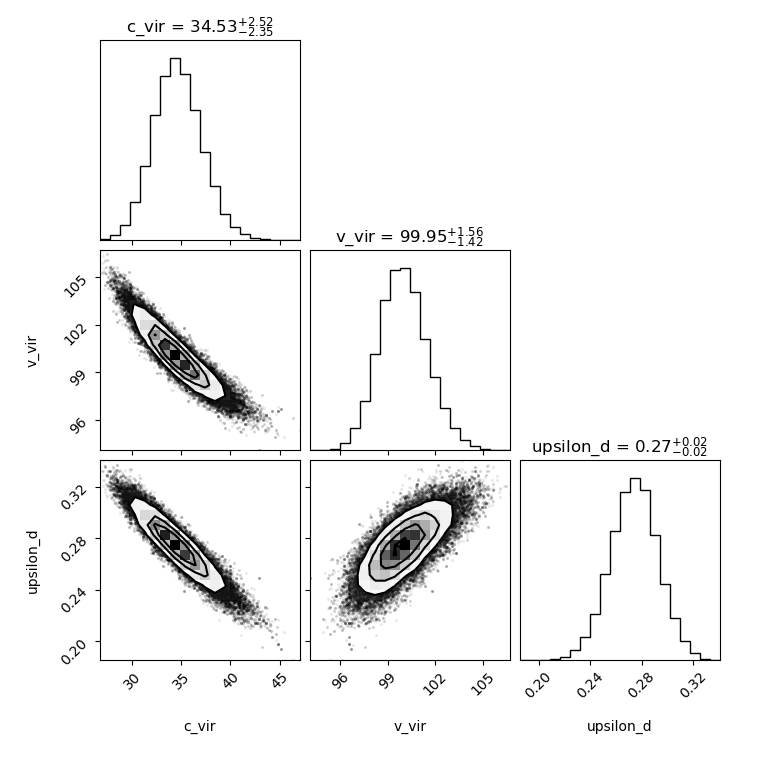 c_vir = 34.53+2.52 −2.35
v_vir = 99.95+1.56 −1.42
105
102
99
96
v_vir
upsilon_d = 0.27+0.02 −0.02
0.32
0.28
0.24
0.20
upsilon_d
30 35 40 45
96 99 102 105
0.20 0.24 0.28 0.32
c_vir
v_vir
upsilon_d